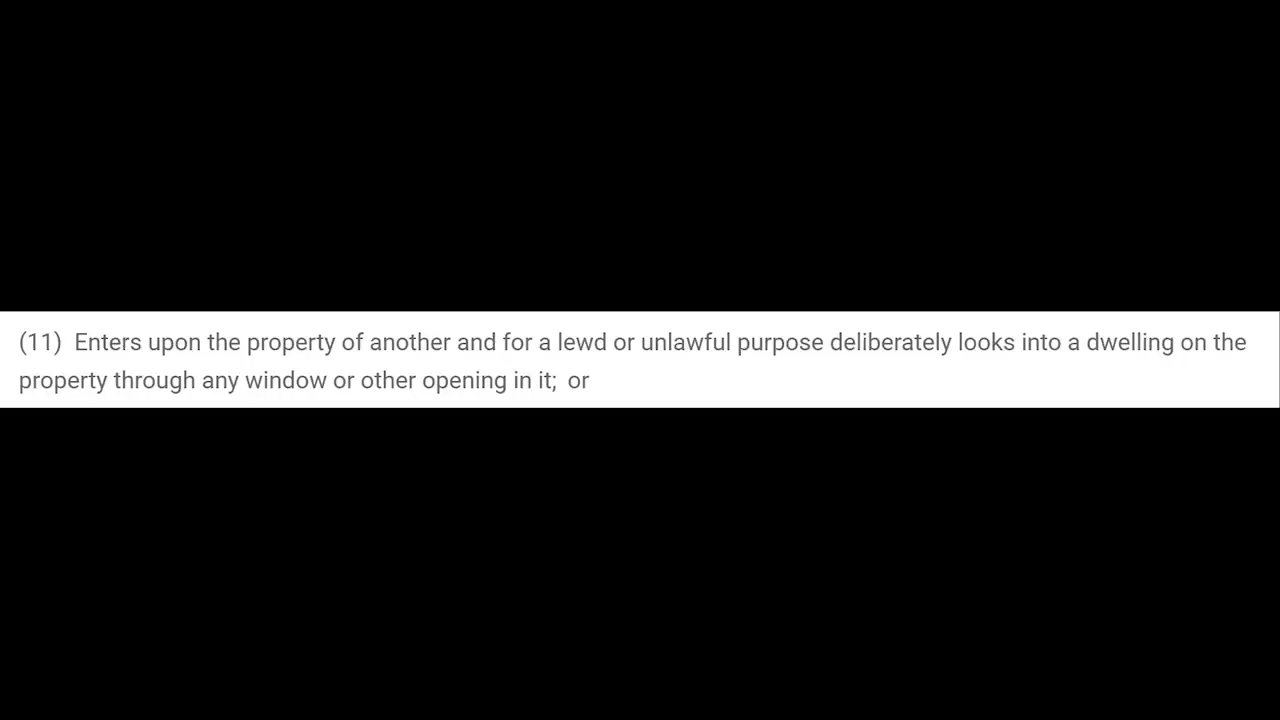 (11)  Enters upon the property of another and for a lewd or unlawful purpose deliberately looks into a dwelling on the
property through any window or other opening in it;  or